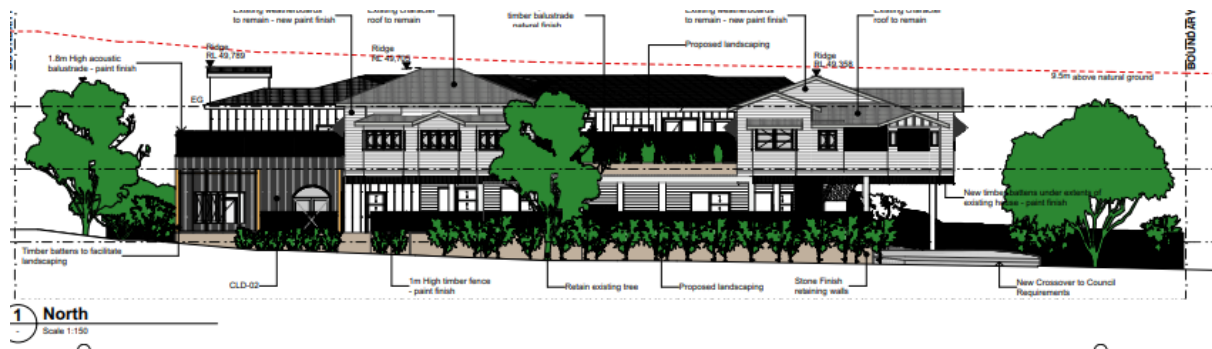 Existing weatherboards
to remain - new paint finish
Existing character
roof to remain
timber balustrade
natural finish
Existing weatherboards
to remain - new paint finish
Existing character
roof to remain
BOUNDARY
1.8m High acoustic
balustrade - paint finish
Ridge
RL 49,789
Ridge
Proposed landscaping
Ridge
RL 49,358
9.5m above natural ground
EG
New timber battens under extents of
existing house - paint finish
Timber battens to facilitate
landscaping
CLD-02
1m High timber fence
- paint finish
Retain existing tree
Proposed landscaping
Stone Finish
retaining walls
New Crossover to Council
Requirements
1
-
North
Scale 1:150